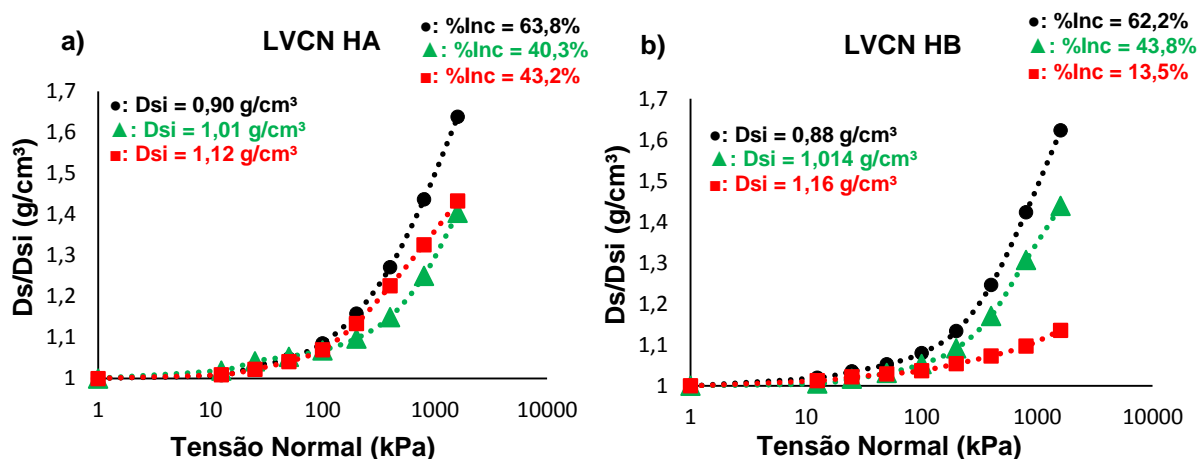 a)
LVCN HA
●: %Inc = 63,8%
▲: %Inc = 40,3%
■: %Inc = 43,2%
●: Dsi = 0,90 g/cm³
▲: Dsi = 1,01 g/cm³
■: Dsi = 1,12 g/cm³
Ds/Dsi (g/cm³)
1,7
1,6
1,5
1,4
1,3
1,2
1,1
1
1 10 100 1000 10000
Tensão Normal (kPa)
b)
LVCN HB
●: %Inc = 62,2%
▲: %Inc = 43,8%
■: %Inc = 13,5%
●: Dsi = 0,88 g/cm³
▲: Dsi = 1,014 g/cm³
■: Dsi = 1,16 g/cm³
Ds/Dsi (g/cm³)
1,7
1,6
1,5
1,4
1,3
1,2
1,1
1
1 10 100 1000 10000
Tensão Normal (kPa)